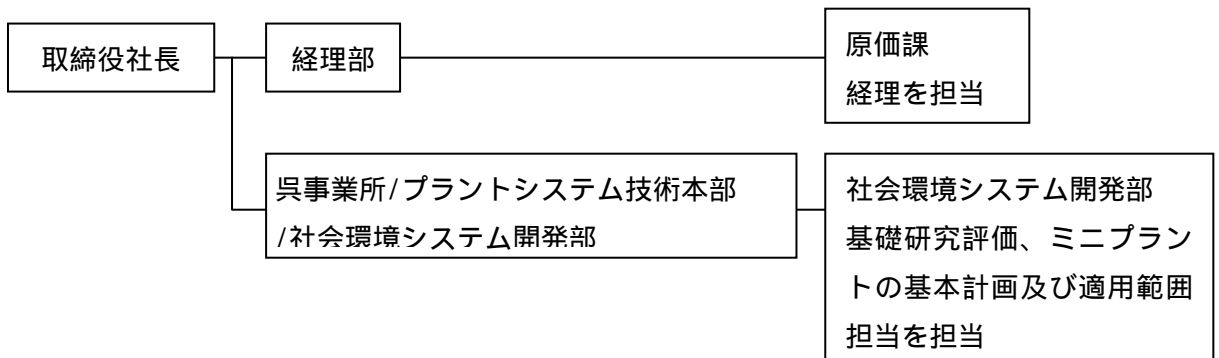 取締役社長
経理部
原価課
経理を担当
呉事業所/プラントシステム技術本部
/社会環境システム開発部
社会環境システム開発部
基礎研究評価、ミニプラン
トの基本計画及び適用範囲
担当を担当